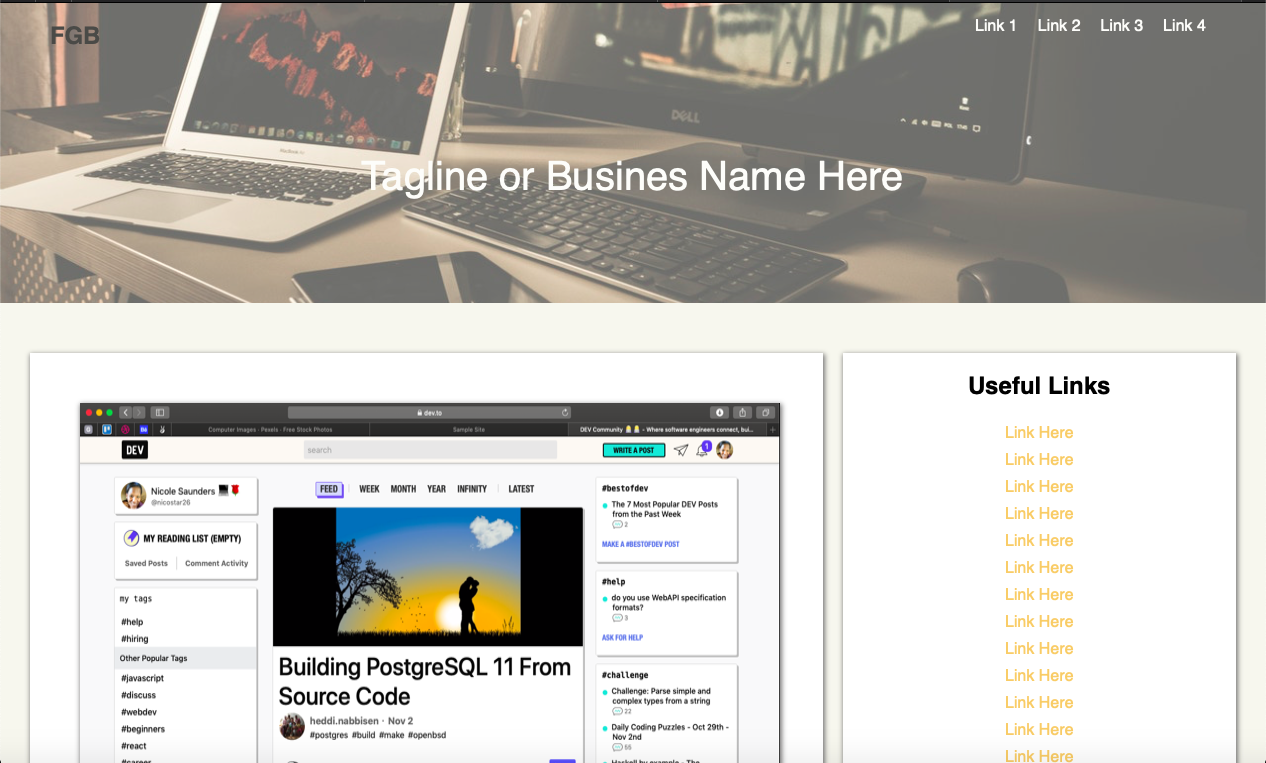 FGB
Link 1 Link 2 Link 3 Link 4
DELL
Tagline or Busines Name Here
dev.to
Computer Images · Pexels · Free Stock Photos
Sample Site
DEV Community - Where software engineers connect, bui...
DEV
search
WRITE A POST
1
Nicole Saunders
@nicostar26
MY READING LIST (EMPTY)
Saved Posts
Comment Activity
my tags
#help
#hiring
Other Popular Tags
#javascript
#discuss
#webdev
#beginners
#react
#career
FEED WEEK MONTH YEAR INFINITY LATEST
Building PostgreSQL 11 From
Source Code
heddi.nabbisen · Nov 2
#postgres #build #make #openbsd
#bestofdev
The 7 Most Popular DEV Posts
from the Past Week
2
MAKE A #BESTOFDEV POST
#help
do you use WebAPI specification
formats?
3
ASK FOR HELP
#challenge
Challenge: Parse simple and
complex types from a string
22
Daily Coding Puzzles - Oct 29th -
Nov 2nd
55
Haskell by example - The
Useful Links
Link Here
Link Here
Link Here
Link Here
Link Here
Link Here
Link Here
Link Here
Link Here
Link Here
Link Here
Link Here
Link Here